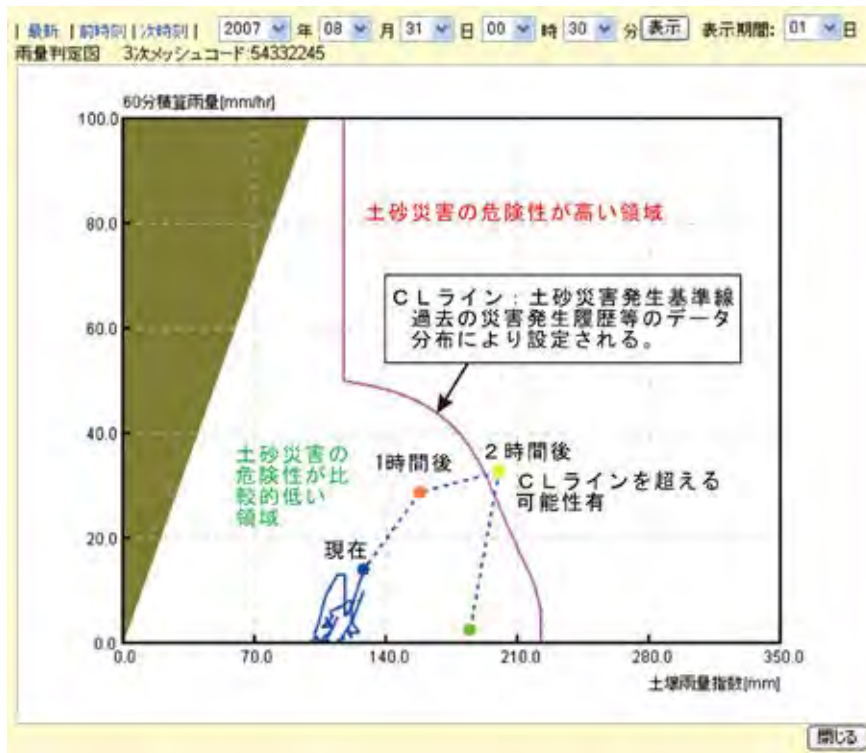 | 最新 | 前時刻 | 次時刻 | 2007 年 08 月 31 日 00 時 30 分 表示 表示期間: 01 日
雨量判定図 3次メッシュコード:54332245
60分積算雨量[mm/hr]
100.0
80.0
60.0
40.0
20.0
0.0
土砂災害の危険性が高い領域
CLライン:土砂災害発生基準線
過去の災害発生履歴等のデータ
分布により設定される。
土砂災害の
危険性が比
較的低い
領域
1時間後
2時間後
CLラインを超える
可能性有
現在
0.0 70.0 140.0 210.0 280.0 350.0
土壌雨量指数[mm]
閉じる